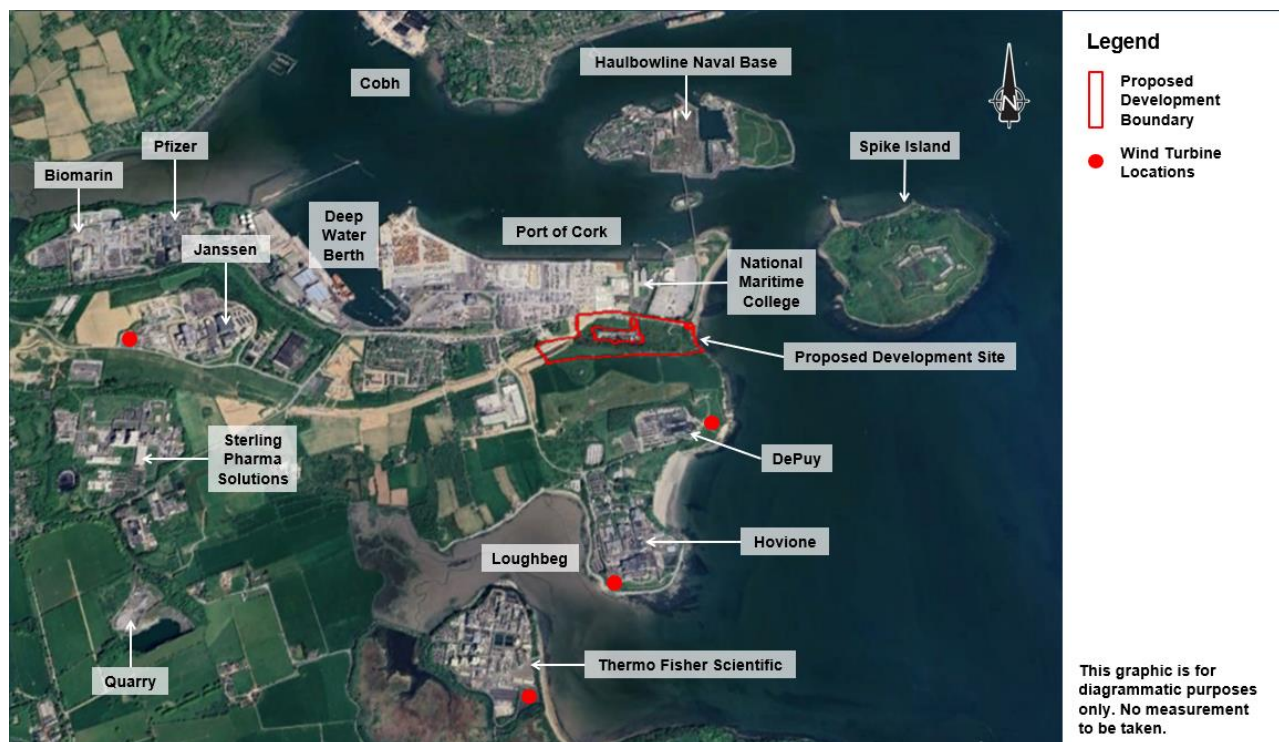 Cobh
Haulbowline Naval Base
Pfizer
Biomarin
Spike Island
Deep
Water
Berth
Port of Cork
Janssen
National
Maritime
College
Proposed Development Site
Sterling
Pharma
Solutions
DePuy
Hovione
Loughbeg
Thermo Fisher Scientific
Quarry
N
Legend
Proposed
Development
Boundary
Wind Turbine
Locations
This graphic is for
diagrammatic purposes
only. No measurement
to be taken.